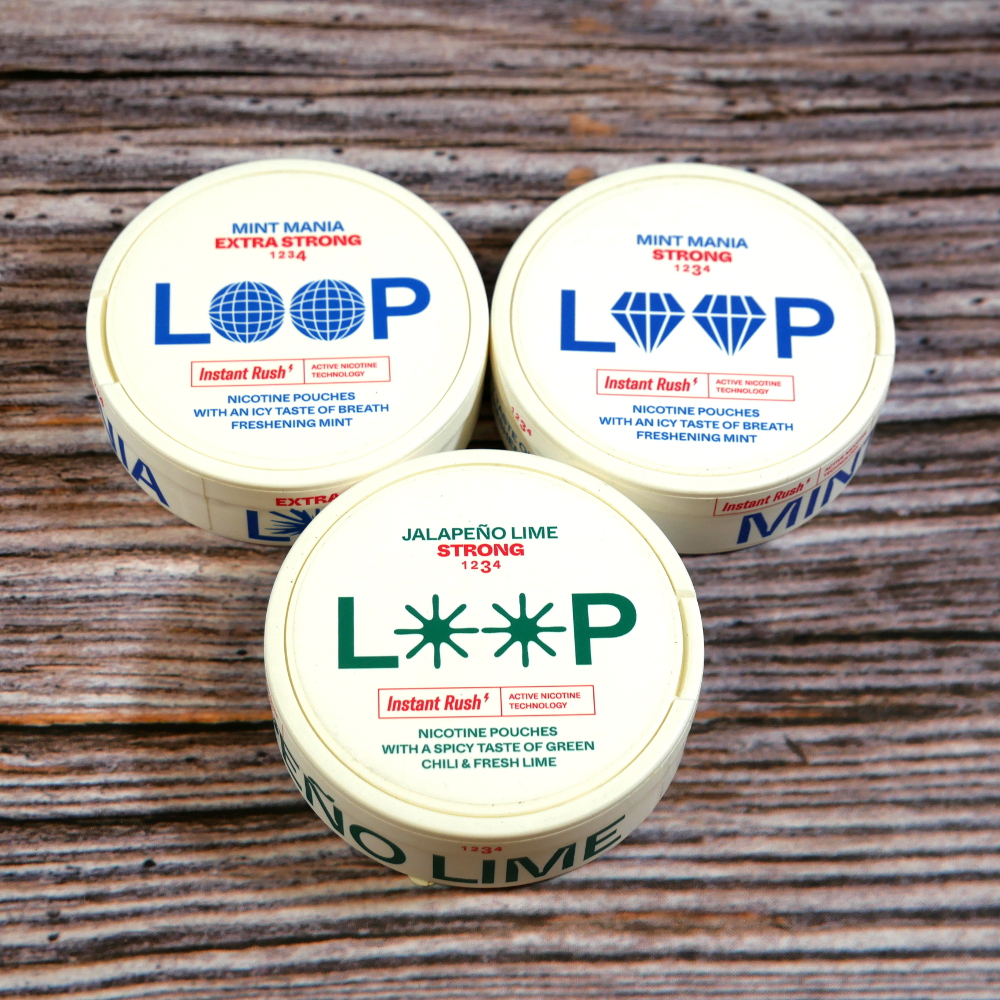 MINT MANIA
EXTRA STRONG
1234
LOOP
Instant Rush
ACTIVE NICOTINE
TECHNOLOGY
NICOTINE POUCHES
WITH AN ICY TASTE OF BREATH
FRESHENING MINT
EXTRA
MINT MANIA
STRONG
1234
LOOP
Instant Rush
ACTIVE NICOTINE
TECHNOLOGY
NICOTINE POUCHES
WITH AN ICY TASTE OF BREATH
FRESHENING MINT
1234
Instant Rush
MIN
JALAPEÑO LIME
STRONG
1234
LOOP
Instant Rush
ACTIVE NICOTINE
TECHNOLOGY
NICOTINE POUCHES
WITH A SPICY TASTE OF GREEN
CHILI & FRESH LIME
1234
EÑO LIME